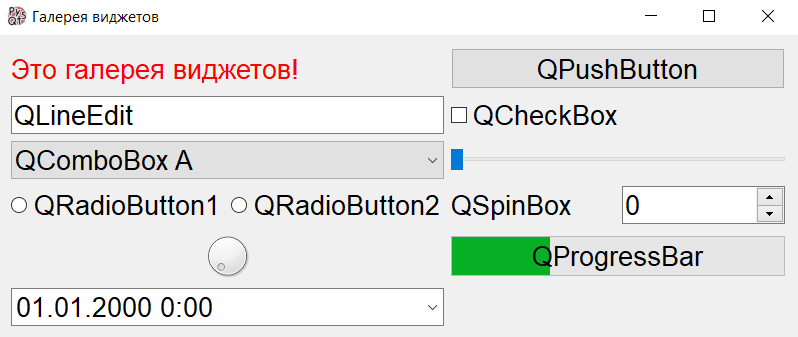 Галерея виджетов
Это галерея виджетов! QPushButton
QLineEdit QCheckBox
QComboBox A
QRadioButton1 QRadioButton2 QSpinBox 0
QProgressBar
01.01.2000 0:00